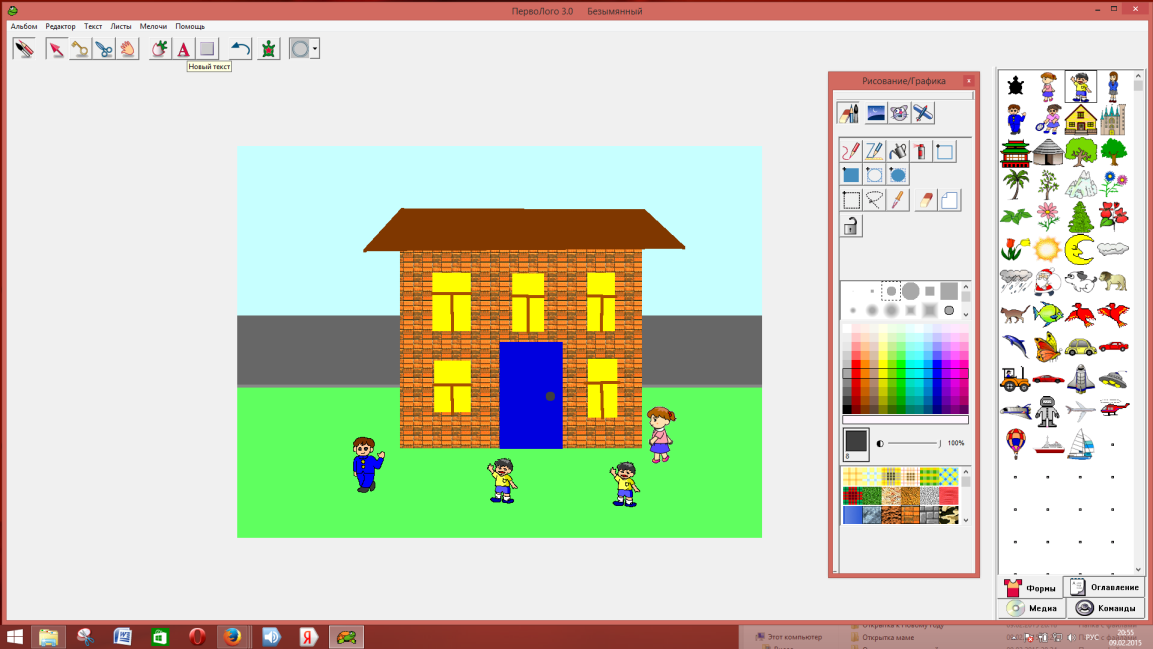 ПервоЛого 3.0 Безымянный
Альбом Редактор Текст Листы Мелочи Помощь
Новый текст
Рисование/Графика
100%
8
Формы
Оглавление
Медиа
Команды
Этот компьютер
Открытка к Новому году
Открытка маме
РУС
20:55
09.02.2015